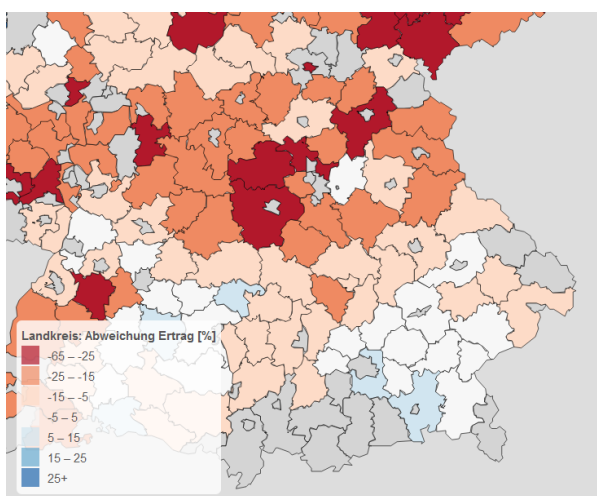 Landkreis: Abweichung Ertrag [%]
-65 – -25
-25 – -15
-15 – -5
-5 – 5
5 – 15
15 – 25
25+